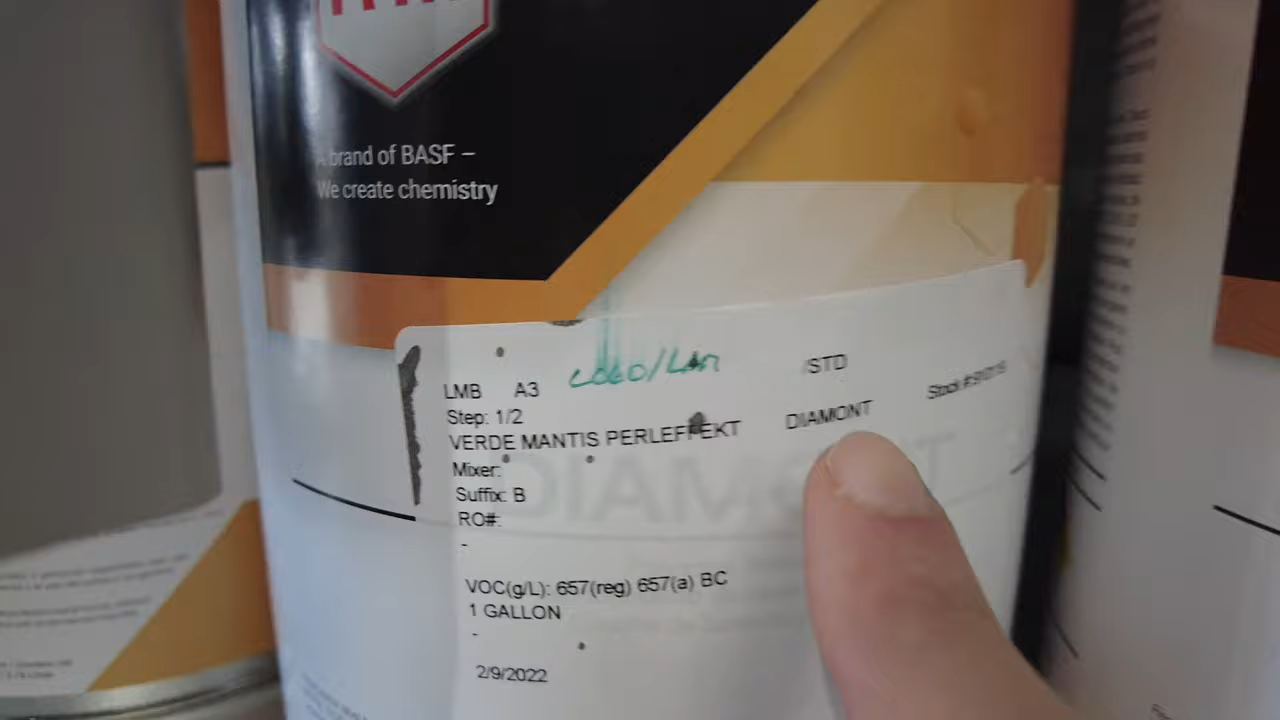 A brand of BASF –
We create chemistry
LMB A3 /STD
Step: 1/2 Stock #:
VERDE MANTIS PERLEFFEKT DIAMONT
Mixer:
Suffix: B
RO#:
-
VOC(g/L): 657(reg) 657(a) BC
1 GALLON
-
2/9/2022